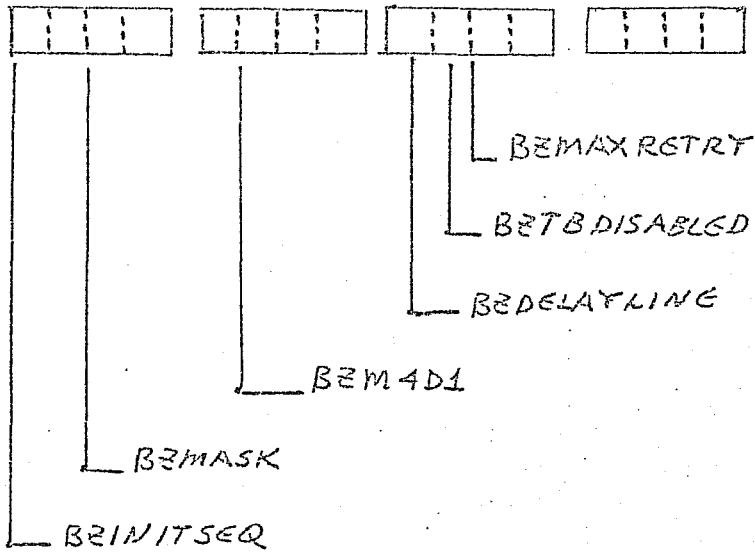 BZMAXRETRY
BZTBDISABLED
BZDELAYLINE
BZM4D1
BZMASK
BZINITSEQ